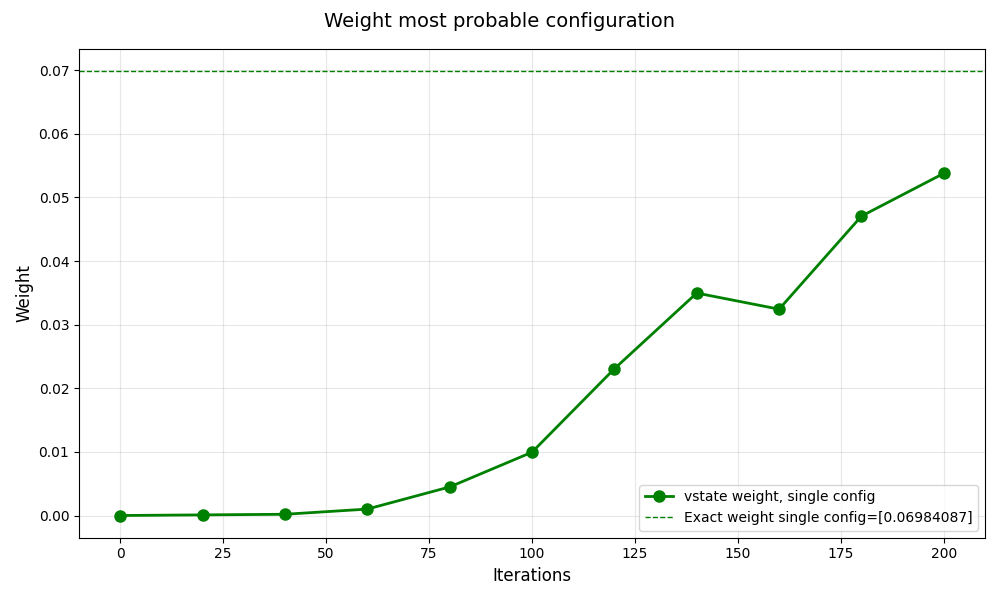 Weight most probable configuration
Weight
0.07
0.06
0.05
0.04
0.03
0.02
0.01
0.00
vstate weight, single config
Exact weight single config=[0.06984087]
0 25 50 75 100 125 150 175 200
Iterations